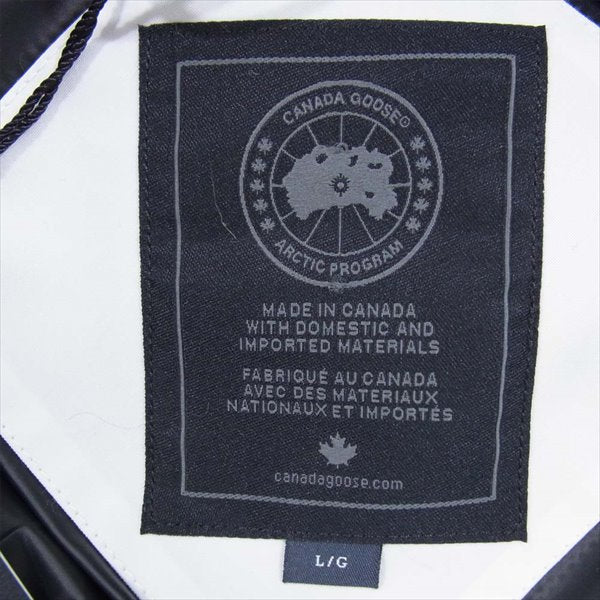 CANADA GOOSE©
ARCTIC PROGRAM
MADE IN CANADA
WITH DOMESTIC AND
IMPORTED MATERIALS
FABRIQUÉ AU CANADA
AVEC DES MATERIAUX
NATIONAUX ET IMPORTÉS
canadagoose.com
L/G